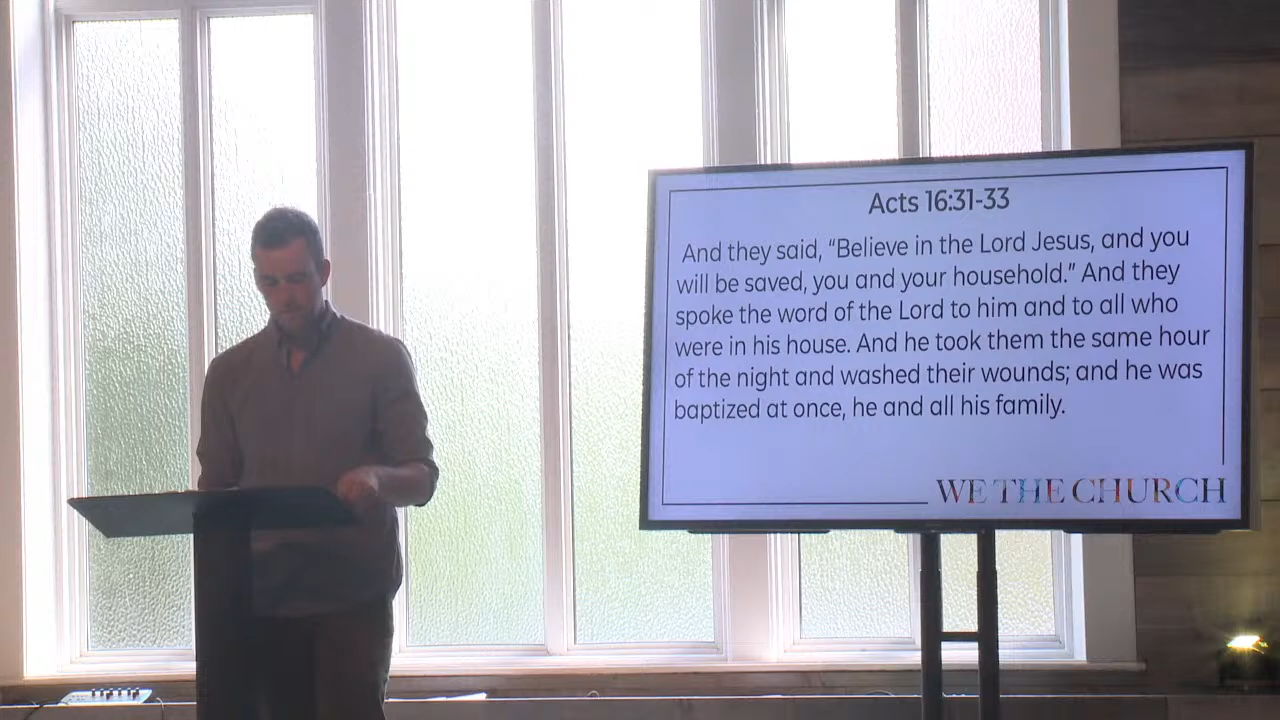 Acts 16:31-33
And they said, “Believe in the Lord Jesus, and you
will be saved, you and your household.” And they
spoke the word of the Lord to him and to all who
were in his house. And he took them the same hour
of the night and washed their wounds; and he was
baptized at once, he and all his family.
WE THE CHURCH